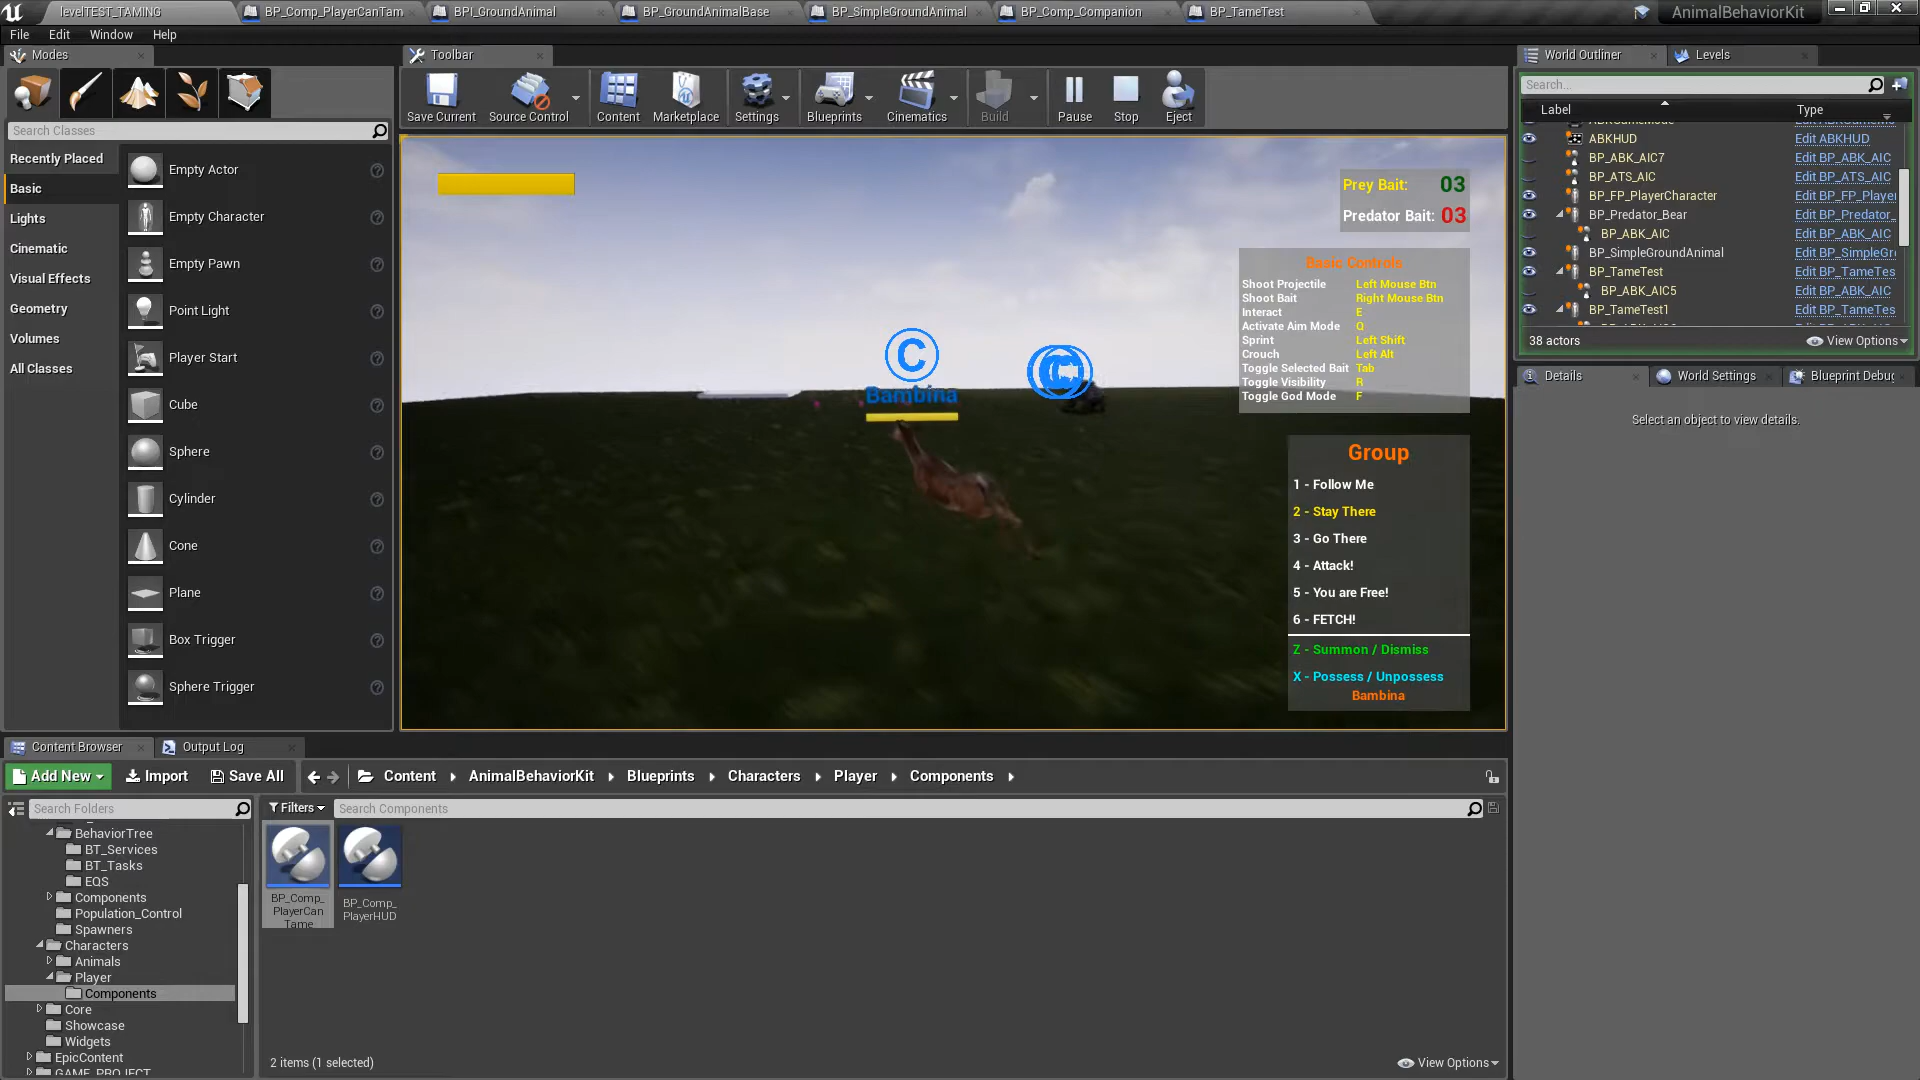 levelTEST_TAMING
BP_Comp_PlayerCanTam
BPI_GroundAnimal
BP_GroundAnimalBase
BP_SimpleGroundAnimal
BP_Comp_Companion
BP_TameTest
AnimalBehaviorKit
File
Edit
Window
Help
Modes
Toolbar
World Outliner
Levels
Save Current
Source Control
Content
Marketplace
Settings
Blueprints
Cinematics
Build
Pause
Stop
Eject
Search...
Label
Type
ABKHUD
Edit ABKHUD
BP_ABK_AIC7
Edit BP_ABK_AIC
BP_ATS_AIC
Edit BP_ATS_AIC
BP_FP_PlayerCharacter
Edit BP_FP_Player
BP_Predator_Bear
Edit BP_Predator_
BP_ABK_AIC
Edit BP_ABK_AIC
BP_SimpleGroundAnimal
Edit BP_SimpleGr
BP_TameTest
Edit BP_TameTes
BP_ABK_AIC5
Edit BP_ABK_AIC
BP_TameTest1
Edit BP_TameTes
38 actors
View Options
Details
World Settings
Blueprint Debug
Select an object to view details.
Search Classes
Recently Placed
Basic
Lights
Cinematic
Visual Effects
Geometry
Volumes
All Classes
Empty Actor
Empty Character
Empty Pawn
Point Light
Player Start
Cube
Sphere
Cylinder
Cone
Plane
Box Trigger
Sphere Trigger
Prey Bait: 03
Predator Bait: 03
Basic Controls
Shoot Projectile Left Mouse Btn
Shoot Bait Right Mouse Btn
Interact E
Activate Aim Mode Q
Sprint Left Shift
Crouch Left Alt
Toggle Selected Bait Tab
Toggle Visibility R
Toggle God Mode F
C
C
Bambina
Group
1 - Follow Me
2 - Stay There
3 - Go There
4 - Attack!
5 - You are Free!
6 - FETCH!
Z - Summon / Dismiss
X - Possess / Unpossess
Bambina
Content Browser
Output Log
Add New
Import
Save All
Content
AnimalBehaviorKit
Blueprints
Characters
Player
Components
Search Folders
Filters
Search Components
BehaviorTree
BT_Services
BT_Tasks
EQS
Components
Population_Control
Spawners
Characters
Animals
Player
Components
Core
Showcase
Widgets
EpicContent
GAME_PROJECT
BP_Comp_
PlayerCan
Tame
BP_Comp_
PlayerHUD
2 items (1 selected)
View Options